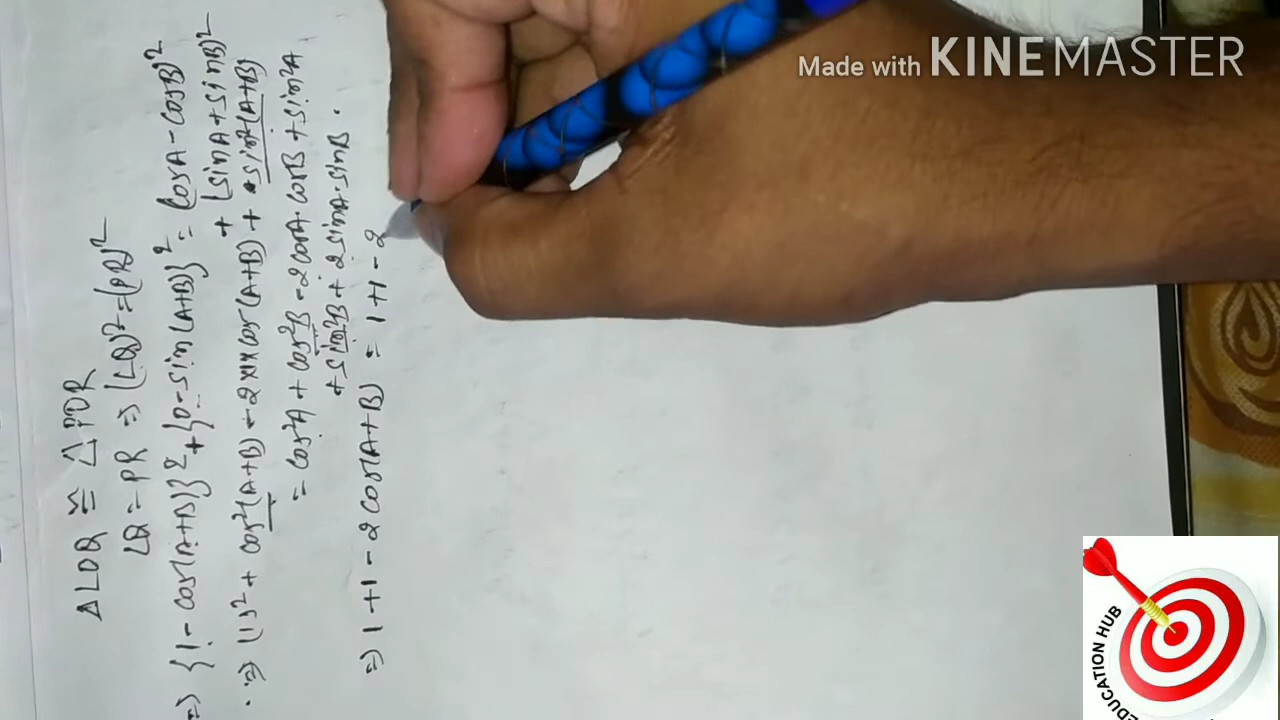 Δ LOQ ≅ Δ POR
LQ = PR ⇒ (LQ)² = (PR)²
⇒ {1 - cos(A+B)}² + {0 - sin(A+B)}² = (cosA - cosB)²
+ (sinA + sinB)²
⇒ (1)² + cos²(A+B) - 2×1×cos(A+B) + sin²(A+B)
= cos²A + cos²B - 2cosA.cosB + sin²A
+ sin²B + 2sinA.sinB.
⇒ 1+1 - 2cos(A+B) = 1+1 - 2
Made with KINEMASTER
EDUCATION HUB